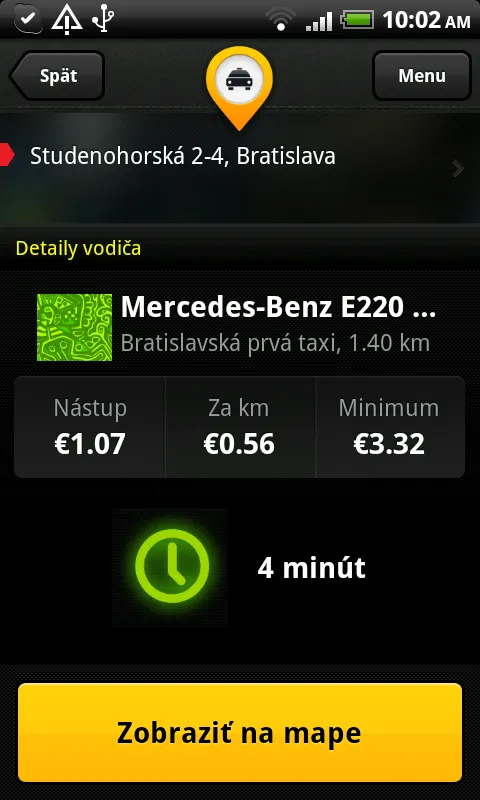 10:02 AM
Späť
Menu
Studenohorská 2-4, Bratislava
Detaily vodiča
Mercedes-Benz E220 ...
Bratislavská prvá taxi, 1.40 km
Nástup
Za km
Minimum
€1.07
€0.56
€3.32
4 minút
Zobraziť na mape